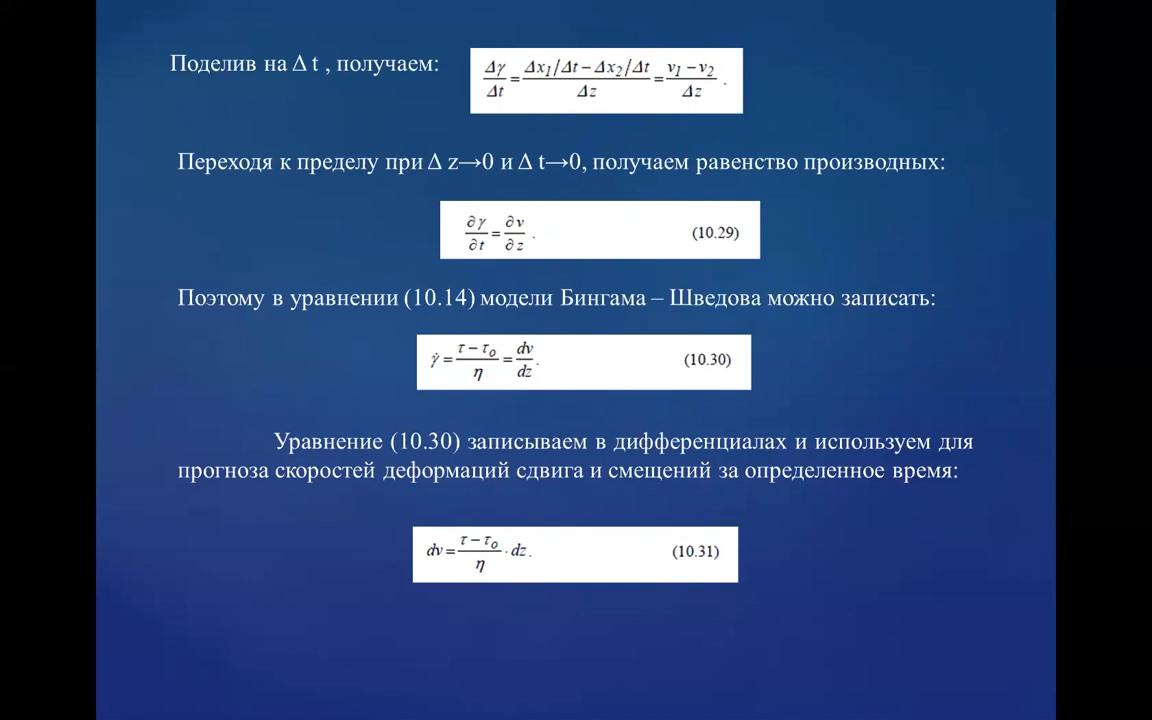 Поделив на Δ t , получаем:
Δγ/Δt = (Δx₁/Δt − Δx₂/Δt)/Δz = (v₁ − v₂)/Δz .
Переходя к пределу при Δ z→0 и Δ t→0, получаем равенство производных:
∂γ/∂t = ∂v/∂z . (10.29)
Поэтому в уравнении (10.14) модели Бингама – Шведова можно записать:
γ̇ = (τ − τₒ)/η = dv/dz . (10.30)
Уравнение (10.30) записываем в дифференциалах и используем для
прогноза скоростей деформаций сдвига и смещений за определенное время:
dv = (τ − τₒ)/η · dz . (10.31)